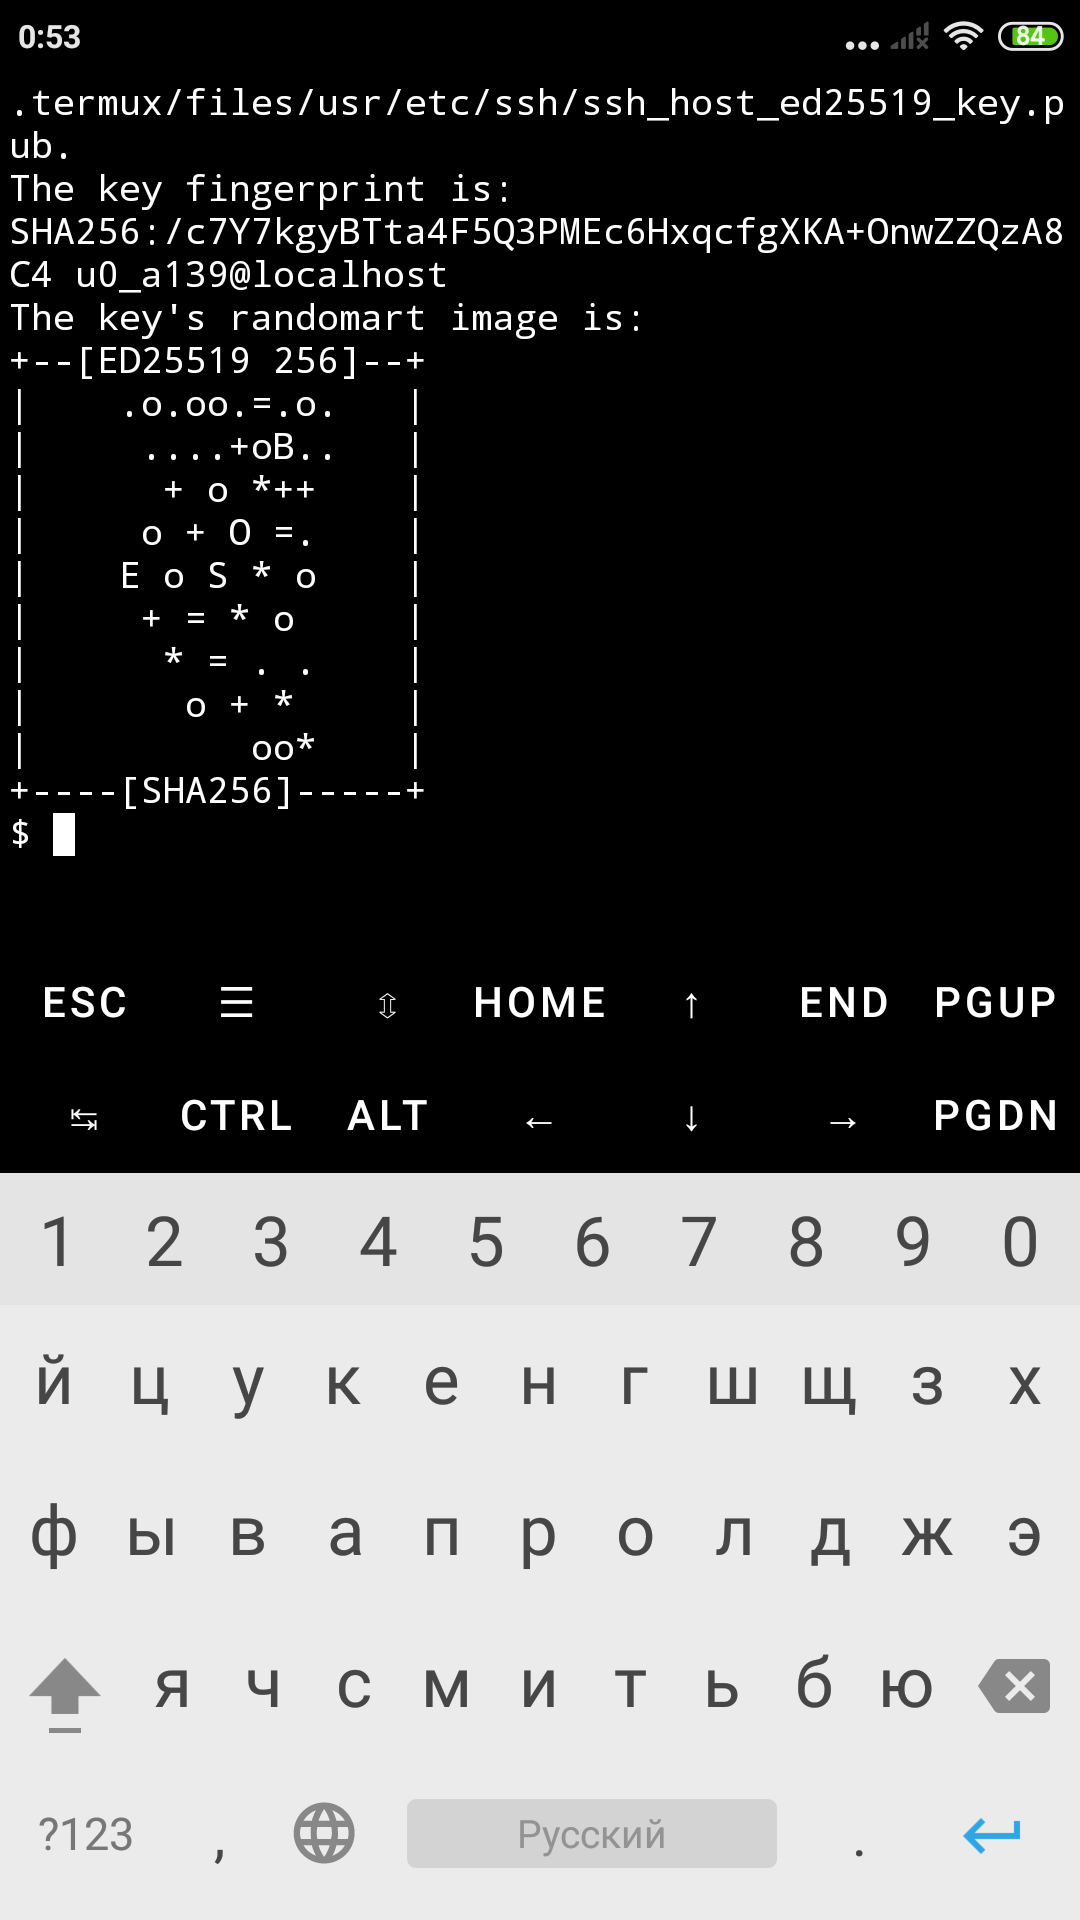 0:53
84
.termux/files/usr/etc/ssh/ssh_host_ed25519_key.p
ub.
The key fingerprint is:
SHA256:/c7Y7kgyBTta4F5Q3PMEc6HxqcfgXKA+OnwZZQzA8
C4 u0_a139@localhost
The key's randomart image is:
+--[ED25519 256]--+
|    .o.oo.=.o.   |
|     ....+oB..   |
|      + o *++    |
|     o + O =.    |
|    E o S * o    |
|     + = * o     |
|      * = . .    |
|       o + *     |
|          oo*    |
+----[SHA256]-----+
$
ESC ☰ ⇳ HOME ↑ END PGUP
↹ CTRL ALT ← ↓ → PGDN
1 2 3 4 5 6 7 8 9 0
й ц у к е н г ш щ з х
ф ы в а п р о л д ж э
я ч с м и т ь б ю
?123 , Русский .